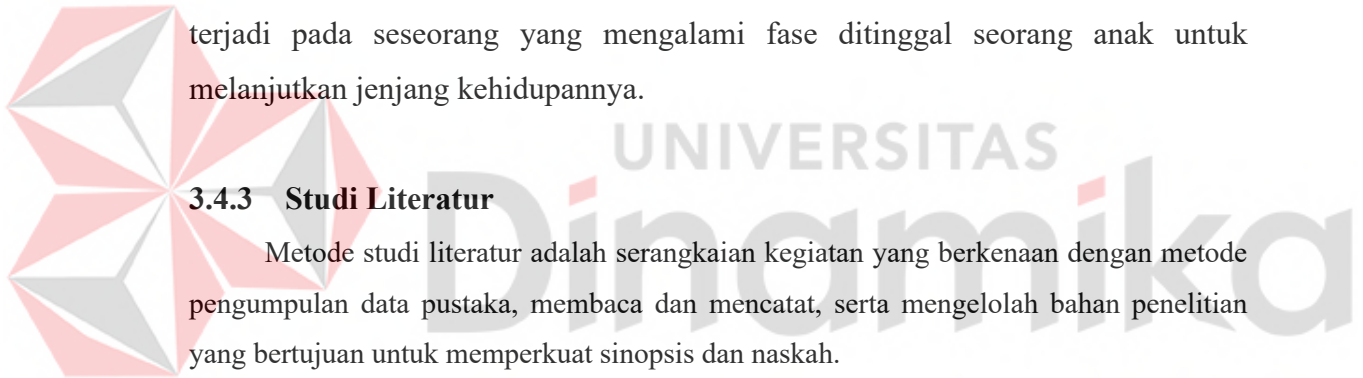 terjadi pada seseorang yang mengalami fase ditinggal seorang anak untuk
melanjutkan jenjang kehidupannya.
UNIVERSITAS
Dinamika
3.4.3 Studi Literatur
Metode studi literatur adalah serangkaian kegiatan yang berkenaan dengan metode
pengumpulan data pustaka, membaca dan mencatat, serta mengelolah bahan penelitian
yang bertujuan untuk memperkuat sinopsis dan naskah.